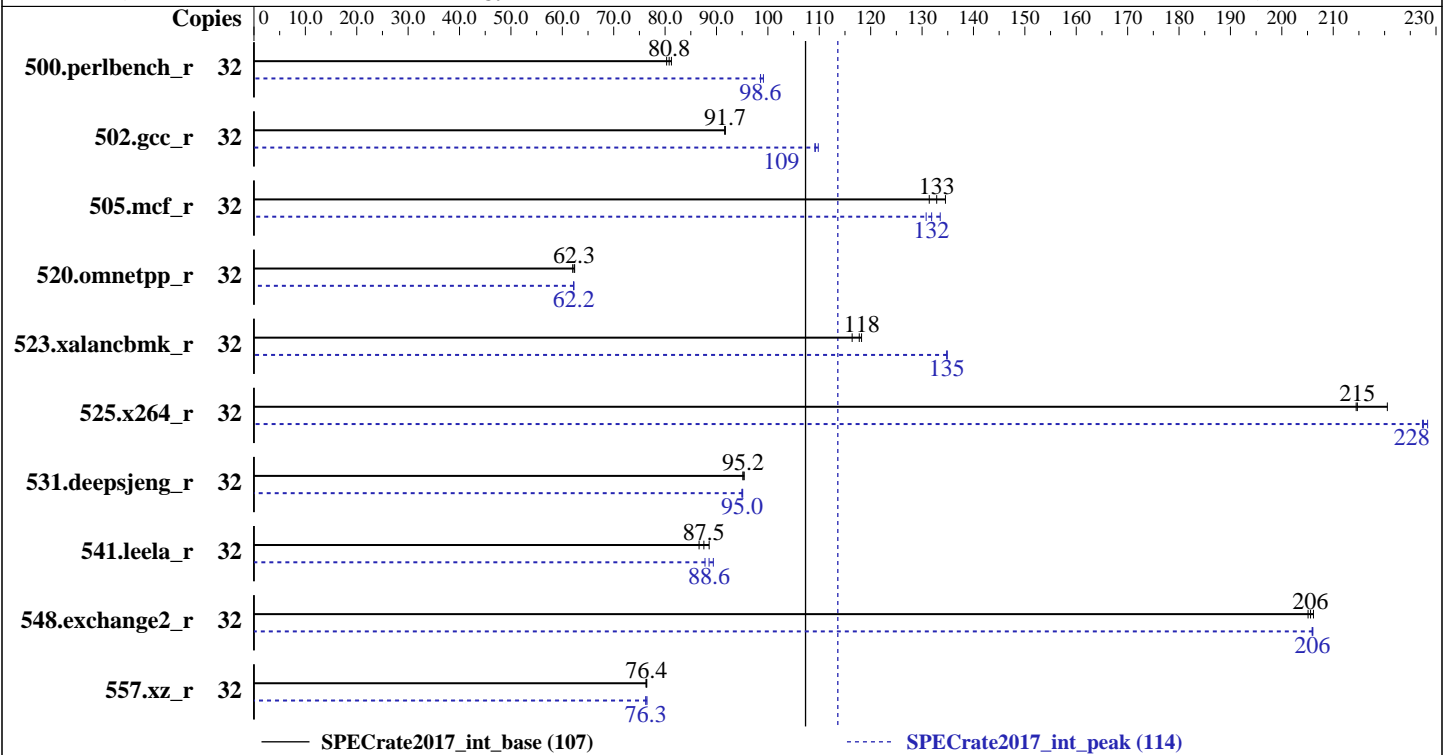 Copies 0 10.0 20.0 30.0 40.0 50.0 60.0 70.0 80.0 90.0 100 110 120 130 140 150 160 170 180 190 200 210 230
80.8
500.perlbench_r 32
98.6
91.7
502.gcc_r 32
109
133
505.mcf_r 32
132
62.3
520.omnetpp_r 32
62.2
118
523.xalancbmk_r 32
135
215
525.x264_r 32
228
95.2
531.deepsjeng_r 32
95.0
87.5
541.leela_r 32
88.6
206
548.exchange2_r 32
206
76.4
557.xz_r 32
76.3
SPECrate2017_int_base (107) SPECrate2017_int_peak (114)